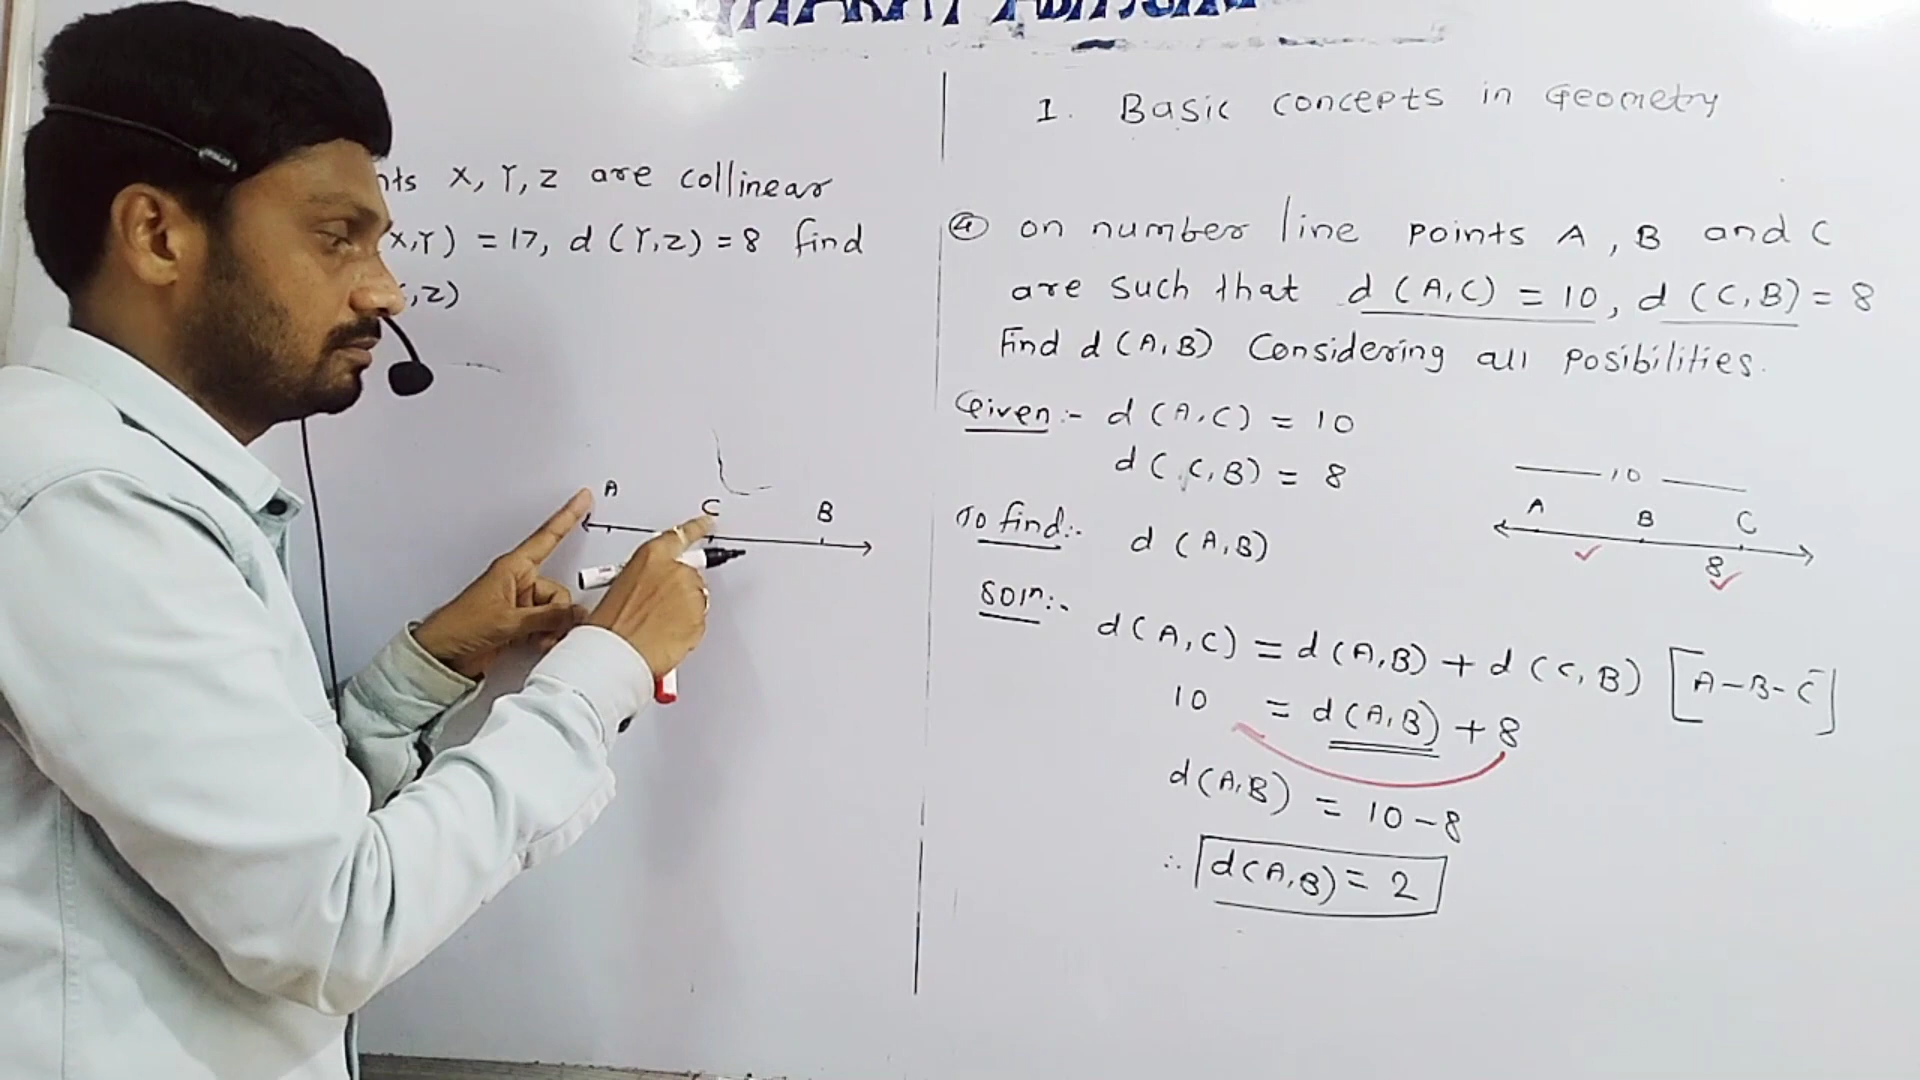 x, Y, z are collinear
x,Y) = 17, d (Y,z) = 8 find
,z)
A
C
B
1. Basic concepts in Geometry
④ on number line points A, B and C
are such that d (A,C) = 10, d (C,B) = 8
Find d (A,B) Considering all posibilities.
Given :- d (A,C) = 10
d (C,B) = 8
To find:- d (A,B)
10
A B C
8
Soln:-
d(A,C) = d(A,B) + d(C,B) [A-B-C]
10 = d(A,B) + 8
d(A,B) = 10-8
∴ d(A,B) = 2